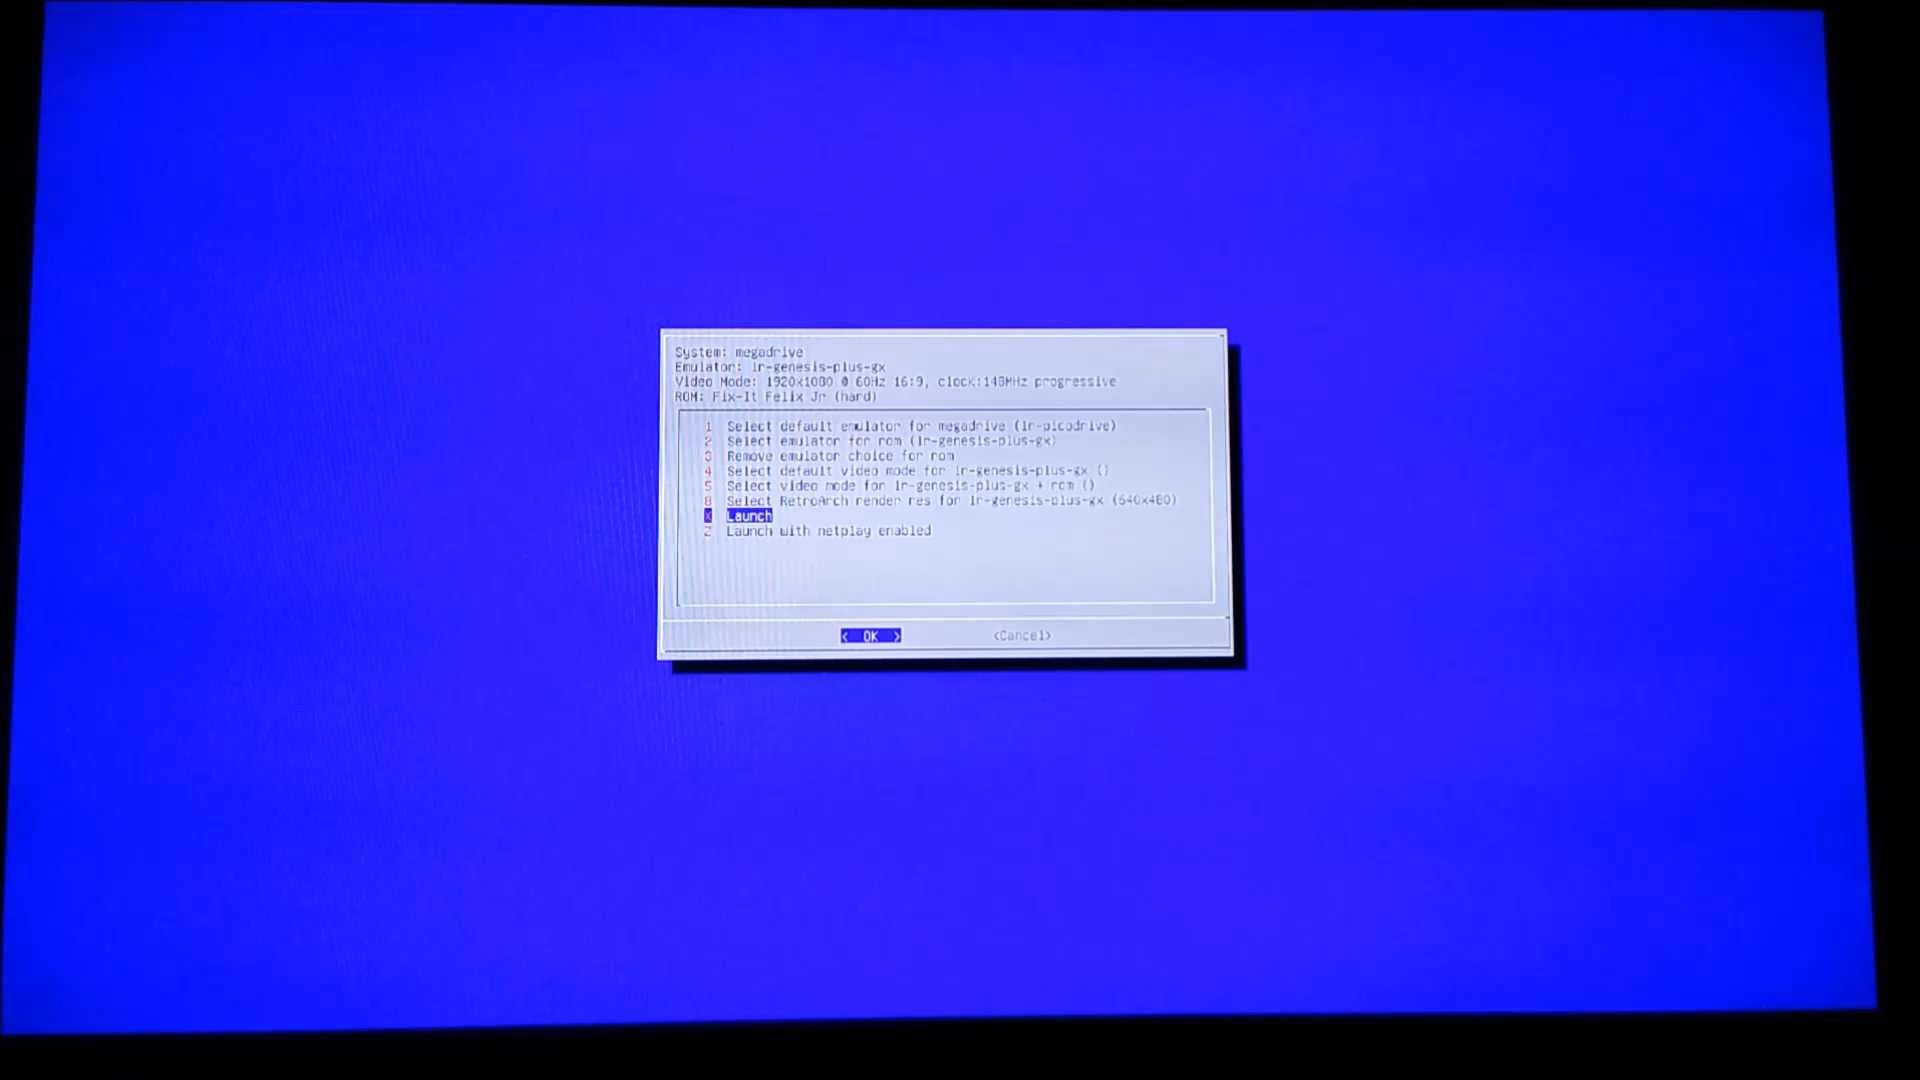 System: megadrive
Emulator: lr-genesis-plus-gx
Video Mode: 1920x1080 @ 60Hz 16:9, clock:148MHz progressive
ROM: Fix-It Felix Jr (hard)
1 Select default emulator for megadrive (lr-picodrive)
2 Select emulator for rom (lr-genesis-plus-gx)
3 Remove emulator choice for rom
4 Select default video mode for lr-genesis-plus-gx ()
5 Select video mode for lr-genesis-plus-gx + rom ()
8 Select RetroArch render res for lr-genesis-plus-gx (640x480)
X Launch
Z Launch with netplay enabled
< OK > <Cancel>